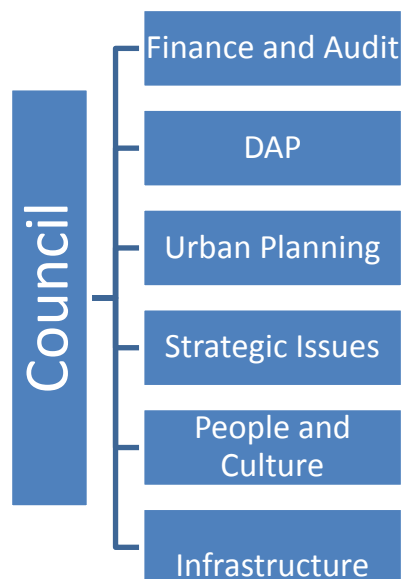 Council
Finance and Audit
DAP
Urban Planning
Strategic Issues
People and
Culture
Infrastructure